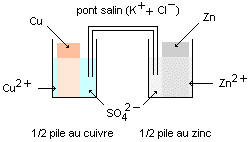 pont salin (K⁺+ Cl⁻)
Cu
Zn
Cu²⁺
SO₄²⁻
Zn²⁺
1/2 pile au cuivre
1/2 pile au zinc